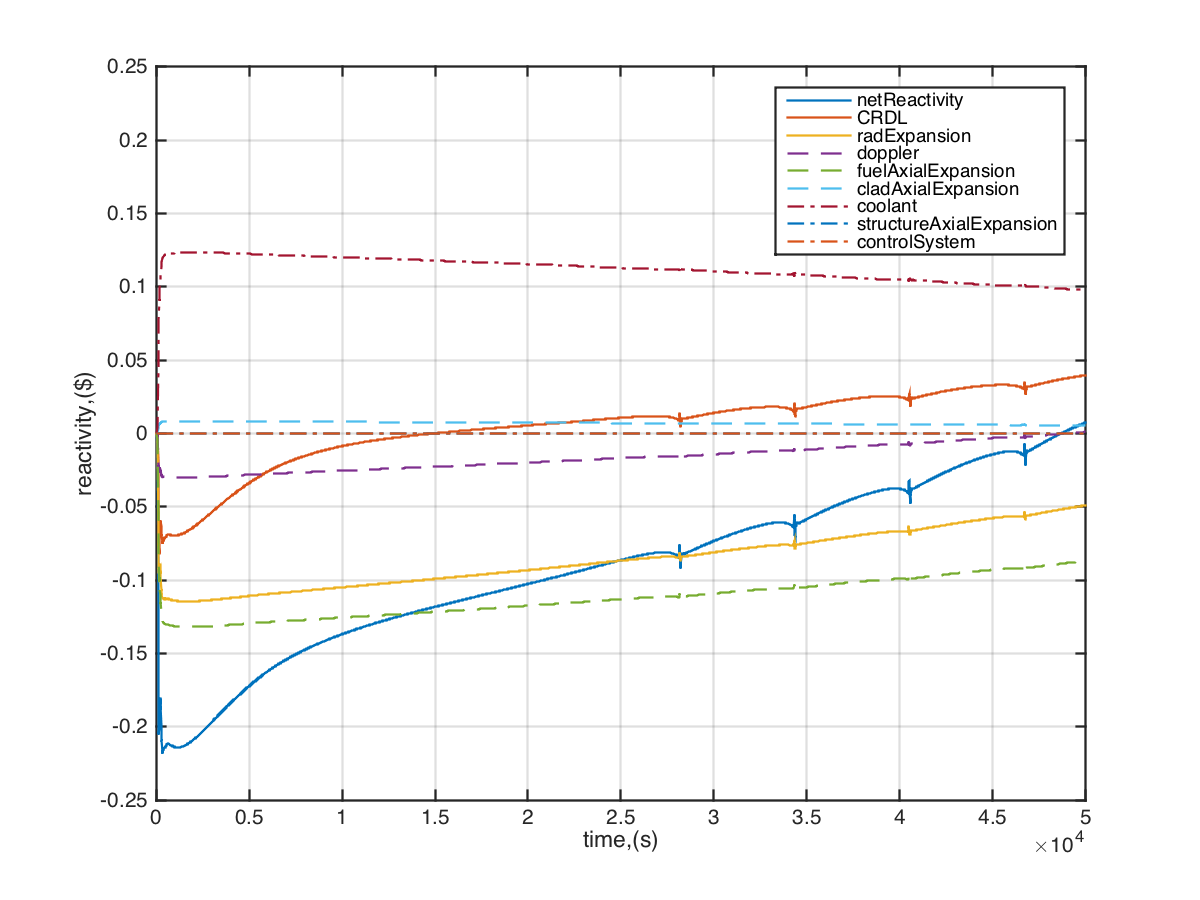 0.25
0.2
0.15
0.1
0.05
0
-0.05
-0.1
-0.15
-0.2
-0.25
reactivity,($)
netReactivity
CRDL
radExpansion
doppler
fuelAxialExpansion
cladAxialExpansion
coolant
structureAxialExpansion
controlSystem
0 0.5 1 1.5 2 2.5 3 3.5 4 4.5 5
time,(s)
×10⁴